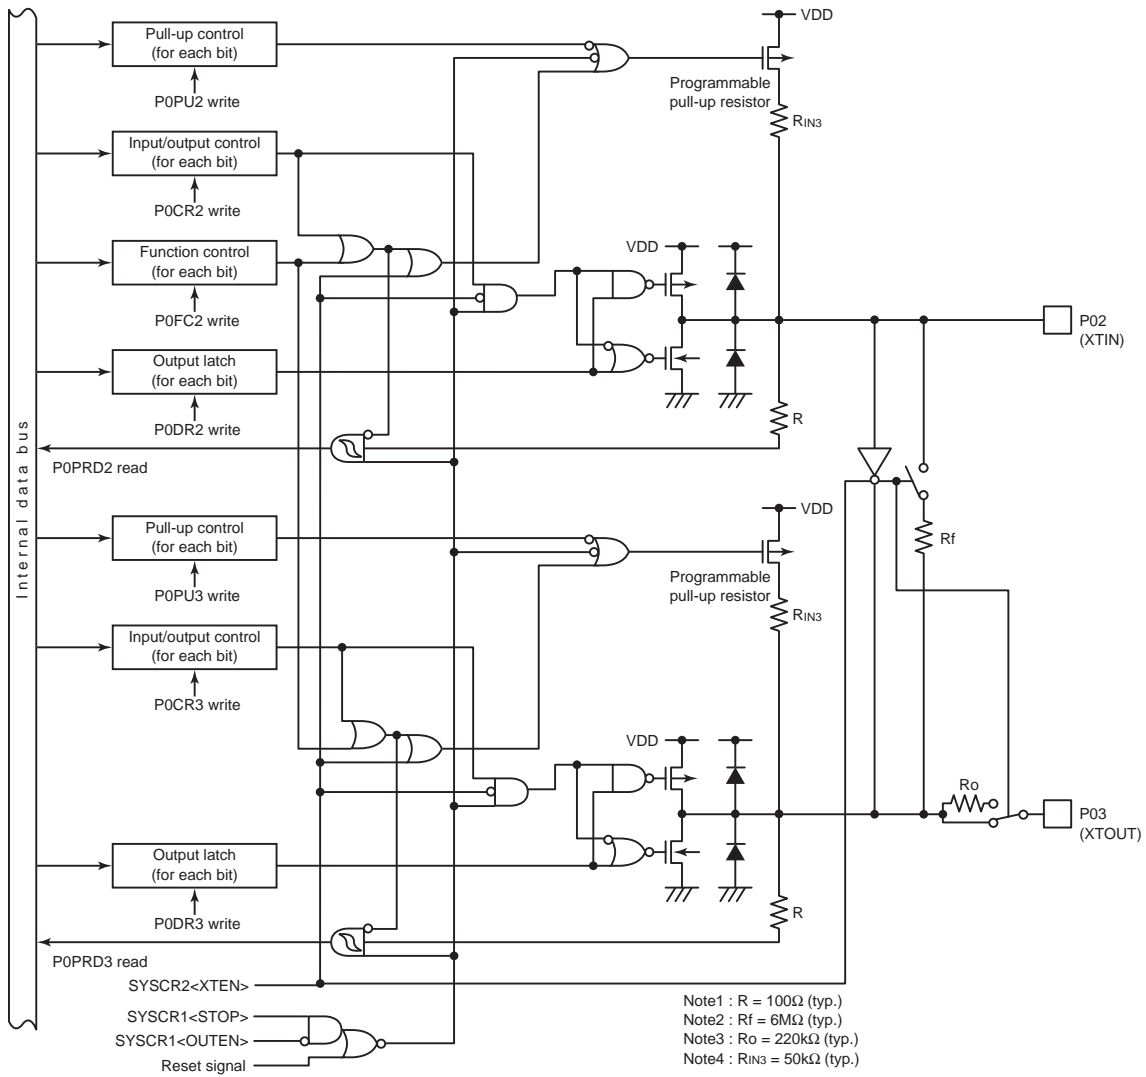 VDD
Pull-up control
(for each bit)
P0PU2 write
Programmable
pull-up resistor
RIN3
Input/output control
(for each bit)
P0CR2 write
Function control
(for each bit)
P0FC2 write
VDD
P02
(XTIN)
Output latch
(for each bit)
P0DR2 write
R
P0PRD2 read
Internal data bus
VDD
Pull-up control
(for each bit)
P0PU3 write
Rf
Programmable
pull-up resistor
RIN3
Input/output control
(for each bit)
P0CR3 write
VDD
Ro
P03
(XTOUT)
Output latch
(for each bit)
P0DR3 write
R
P0PRD3 read
SYSCR2<XTEN>
SYSCR1<STOP>
SYSCR1<OUTEN>
Reset signal
Note1 : R = 100Ω (typ.)
Note2 : Rf = 6MΩ (typ.)
Note3 : Ro = 220kΩ (typ.)
Note4 : RIN3 = 50kΩ (typ.)